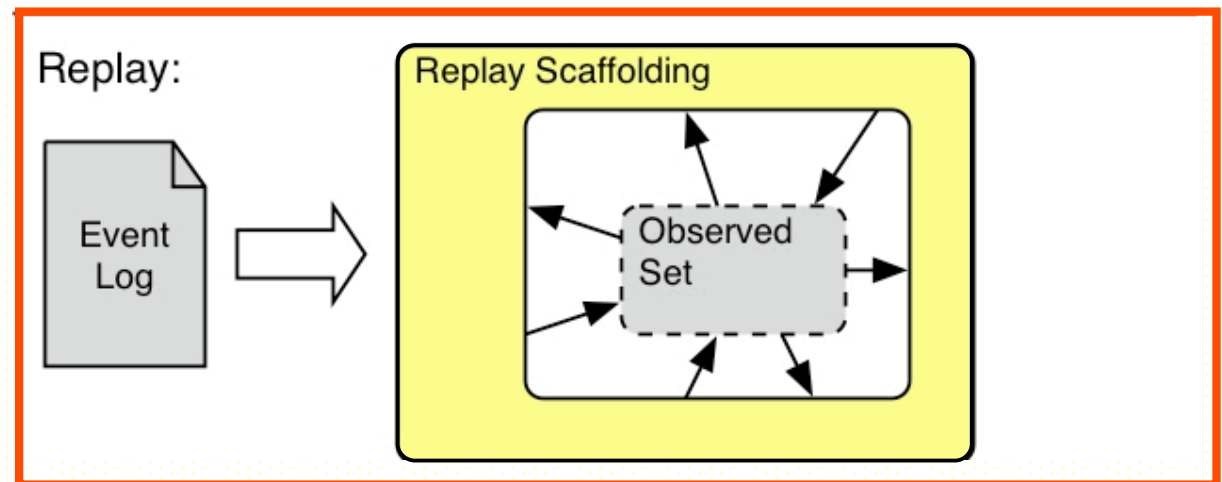 Replay:
Replay Scaffolding
Event
Log
Observed
Set